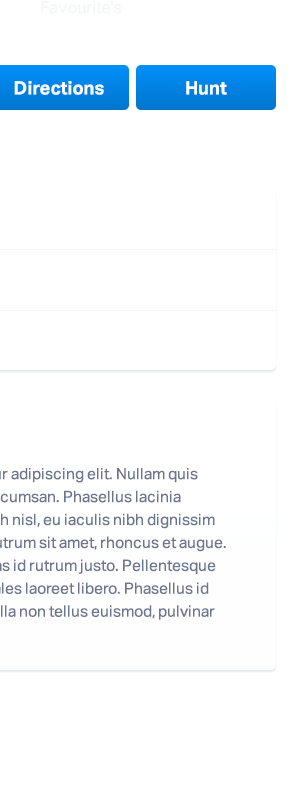 Favourite's
Directions
Hunt
r adipiscing elit. Nullam quis
cumsan. Phasellus lacinia
h nisl, eu iaculis nibh dignissim
utrum sit amet, rhoncus et augue.
s id rutrum justo. Pellentesque
les laoreet libero. Phasellus id
lla non tellus euismod, pulvinar